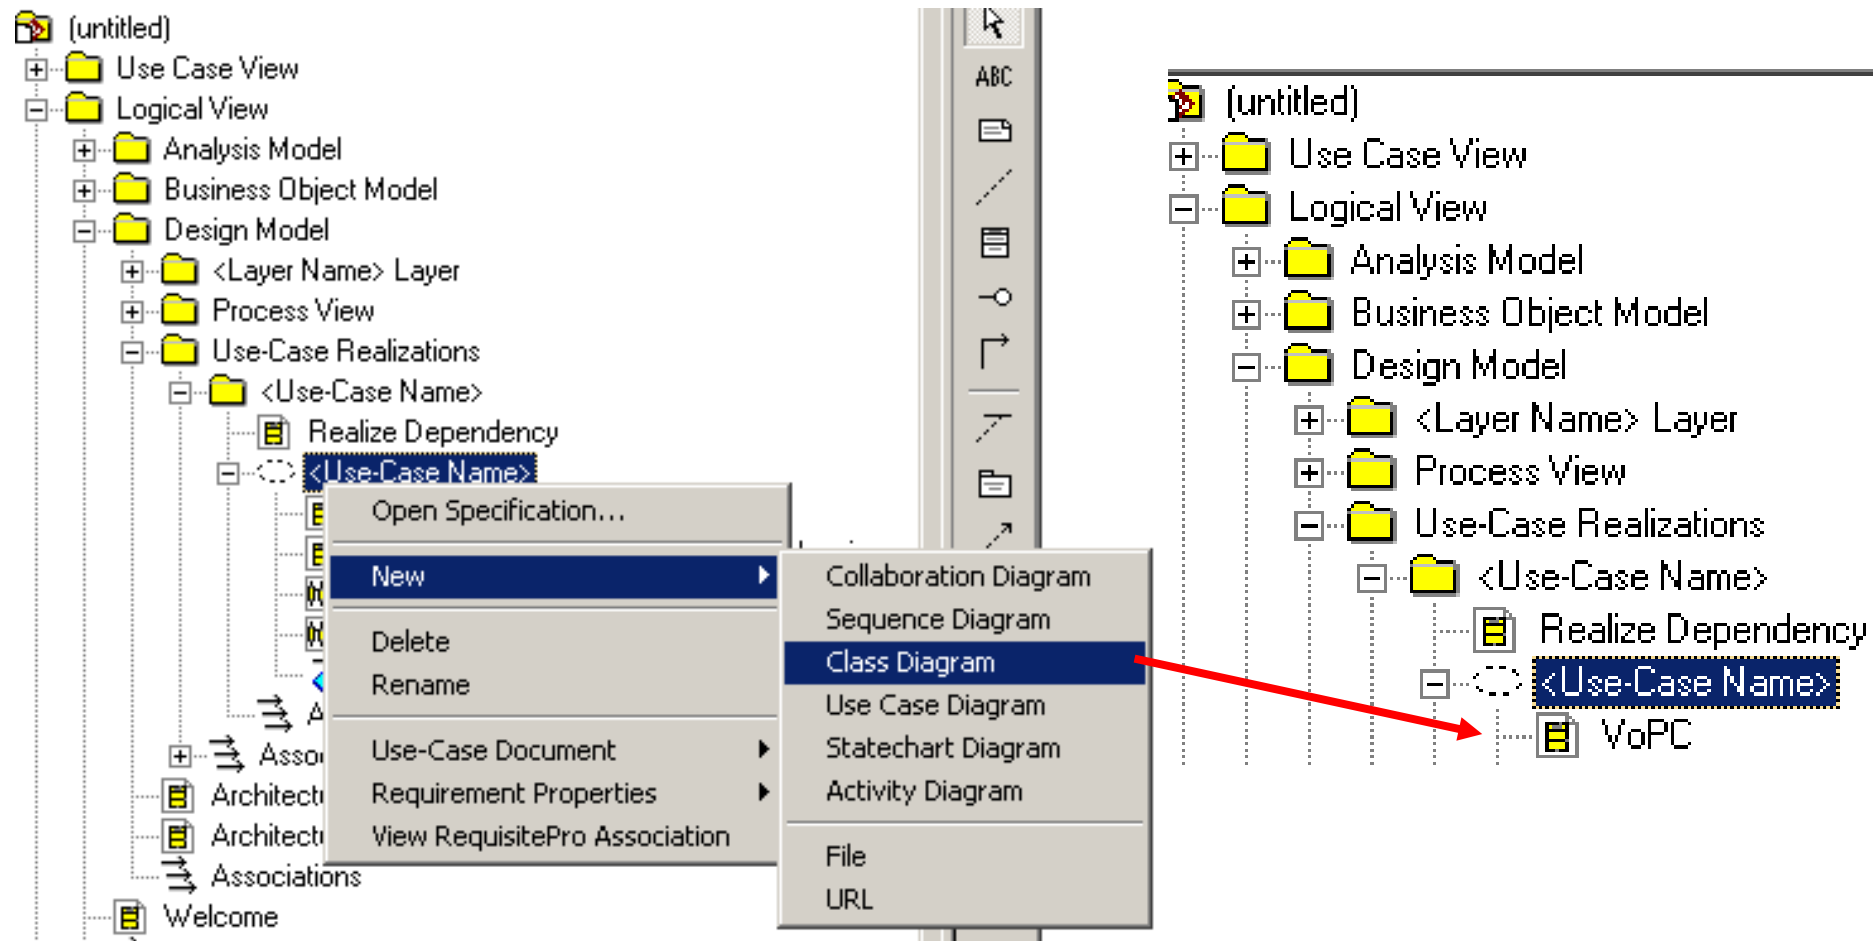 (untitled)
Use Case View
Logical View
Analysis Model
Business Object Model
Design Model
<Layer Name> Layer
Process View
Use-Case Realizations
<Use-Case Name>
Realize Dependency
<Use-Case Name>
Associations
Welcome
Open Specification...
New
Delete
Rename
Use-Case Document
Requirement Properties
View RequisitePro Association
Collaboration Diagram
Sequence Diagram
Class Diagram
Use Case Diagram
Statechart Diagram
Activity Diagram
File
URL
ABC
(untitled)
Use Case View
Logical View
Analysis Model
Business Object Model
Design Model
<Layer Name> Layer
Process View
Use-Case Realizations
<Use-Case Name>
Realize Dependency
<Use-Case Name>
VoPC